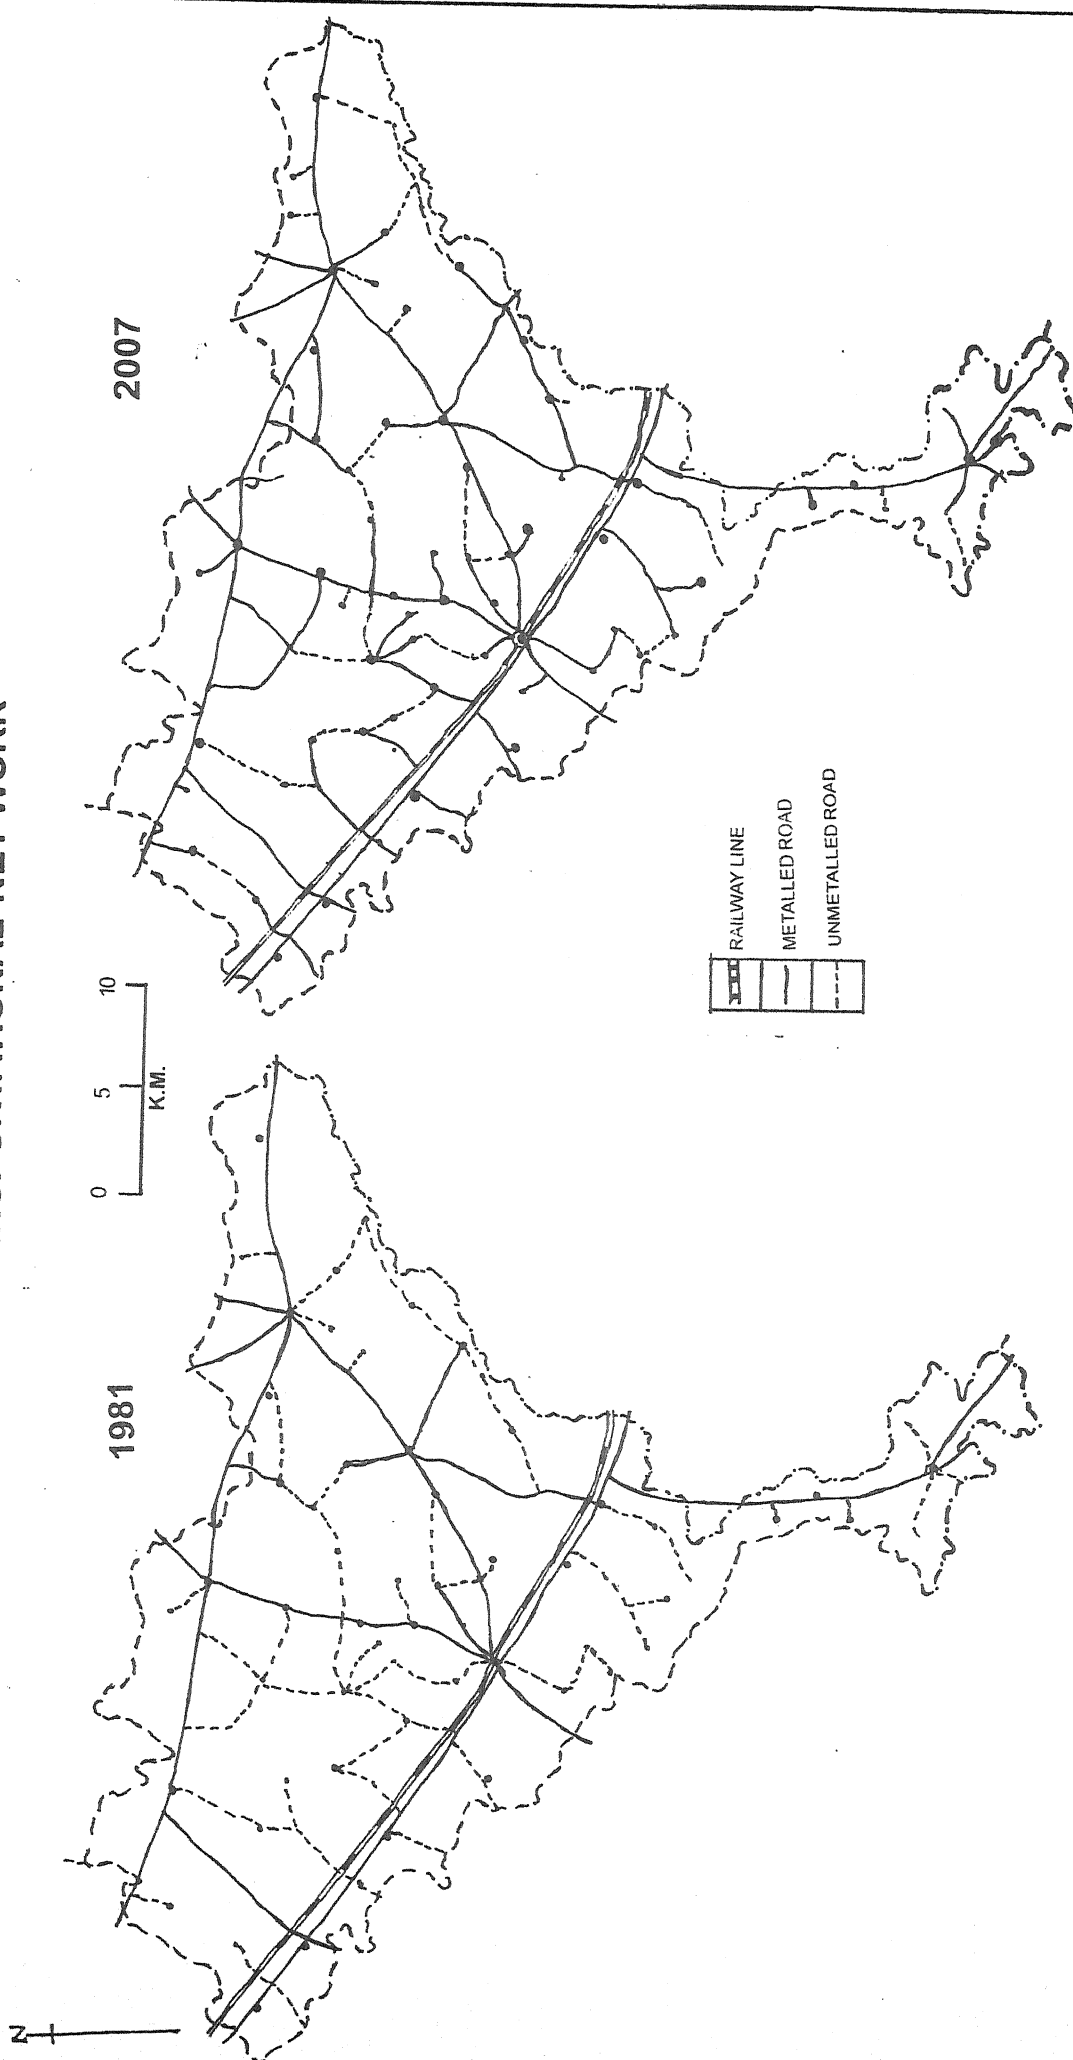 1981
2007
0 5 10
K.M.
N
RAILWAY LINE
METALLED ROAD
UNMETALLED ROAD